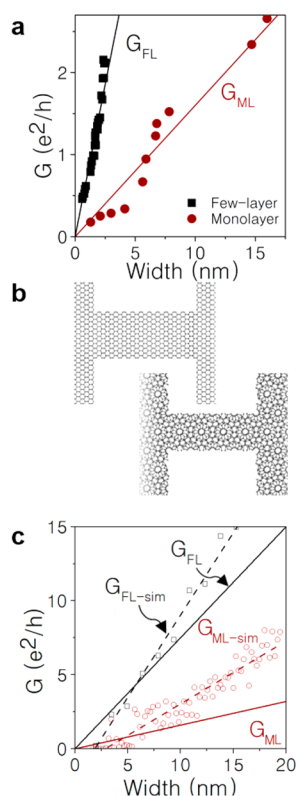 a
2
1
0
G_FL
G_ML
Few-layer
Monolayer
G (e²/h)
0 5 10 15
Width (nm)
b
c
15
10
5
0
G_FL
G_FL-sim
G_ML-sim
G_ML
G (e²/h)
0 5 10 15 20
Width (nm)